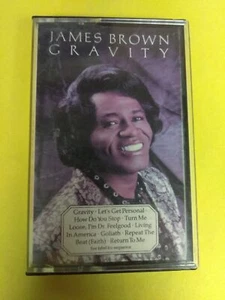 JAMES BROWN
GRAVITY
Gravity · Let's Get Personal ·
How Do You Stop · Turn Me
Loose, I'm Dr. Feelgood · Living
In America · Goliath · Repeat The
Beat (Faith) · Return To Me